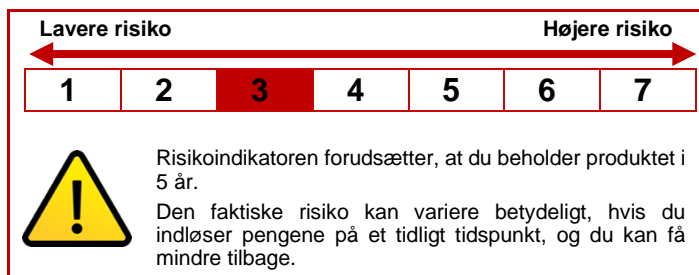 Lavere risiko Højere risiko
1 2 3 4 5 6 7
Risikoindikatoren forudsætter, at du beholder produktet i
5 år.
Den faktiske risiko kan variere betydeligt, hvis du
indløser pengene på et tidligt tidspunkt, og du kan få
mindre tilbage.